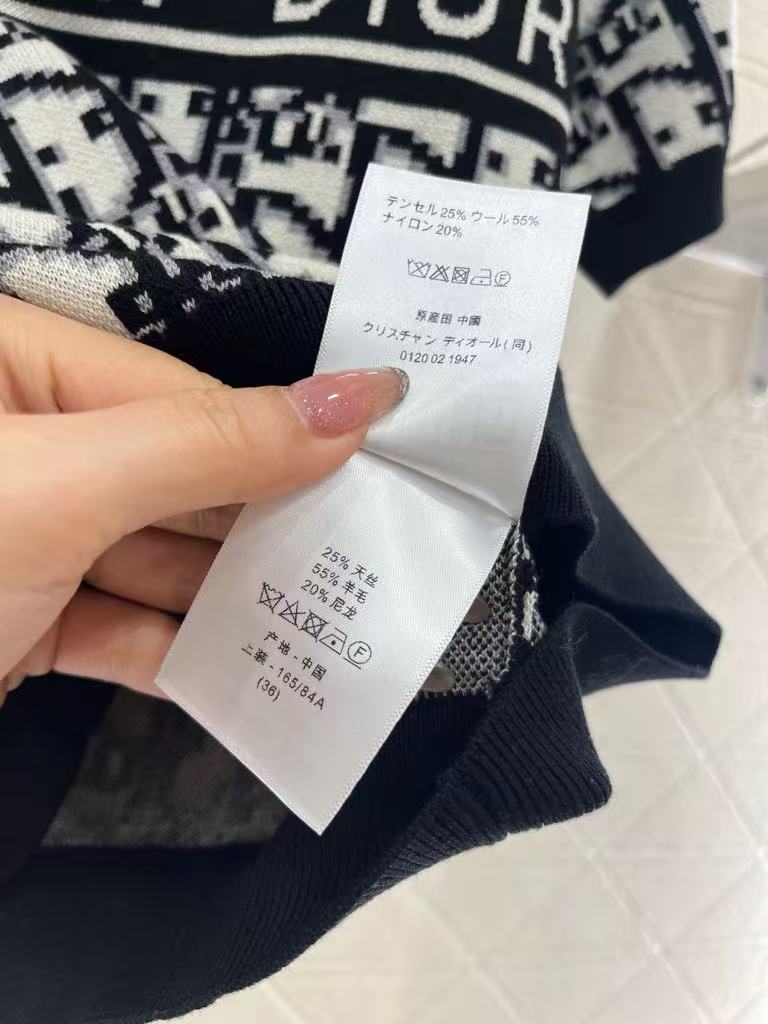 DIOR
テンセル 25% ウール 55%
ナイロン 20%
F
原産国 中國
クリスチャン ディオール(同)
0120 02 1947
25% 天丝
55% 羊毛
20% 尼龙
F
产地 - 中国
上装 - 165/84A
(36)